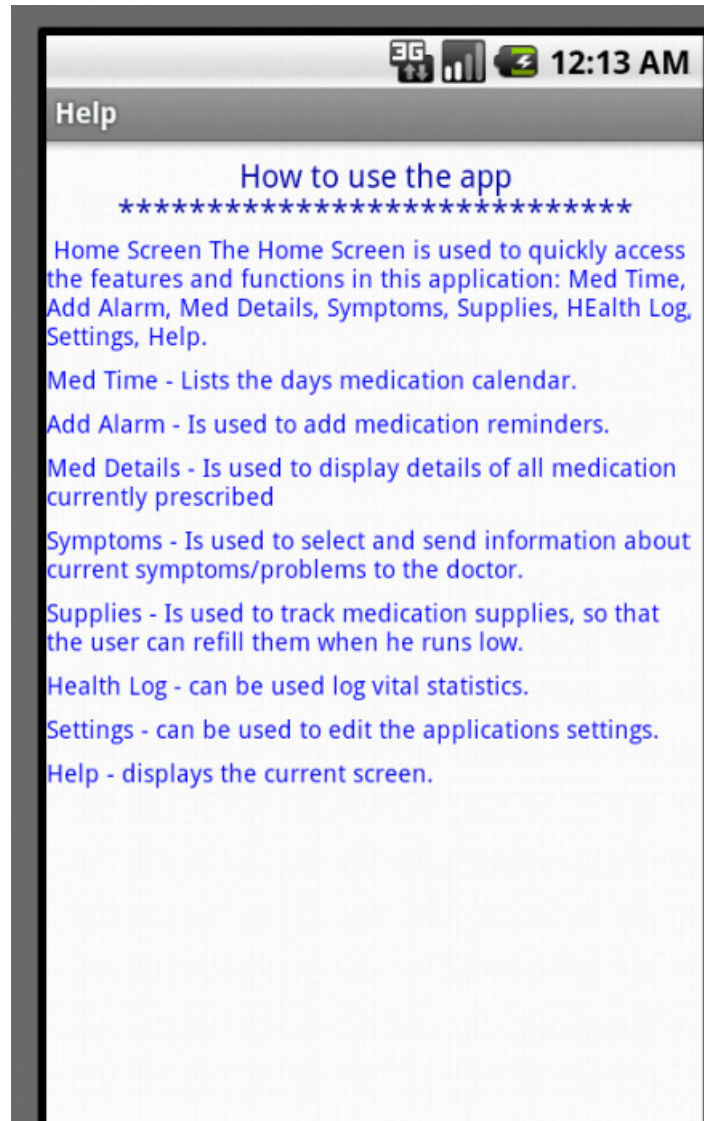 3G 12:13 AM
Help
How to use the app
*****************************
Home Screen The Home Screen is used to quickly access
the features and functions in this application: Med Time,
Add Alarm, Med Details, Symptoms, Supplies, HEalth Log,
Settings, Help.
Med Time - Lists the days medication calendar.
Add Alarm - Is used to add medication reminders.
Med Details - Is used to display details of all medication
currently prescribed
Symptoms - Is used to select and send information about
current symptoms/problems to the doctor.
Supplies - Is used to track medication supplies, so that
the user can refill them when he runs low.
Health Log - can be used log vital statistics.
Settings - can be used to edit the applications settings.
Help - displays the current screen.